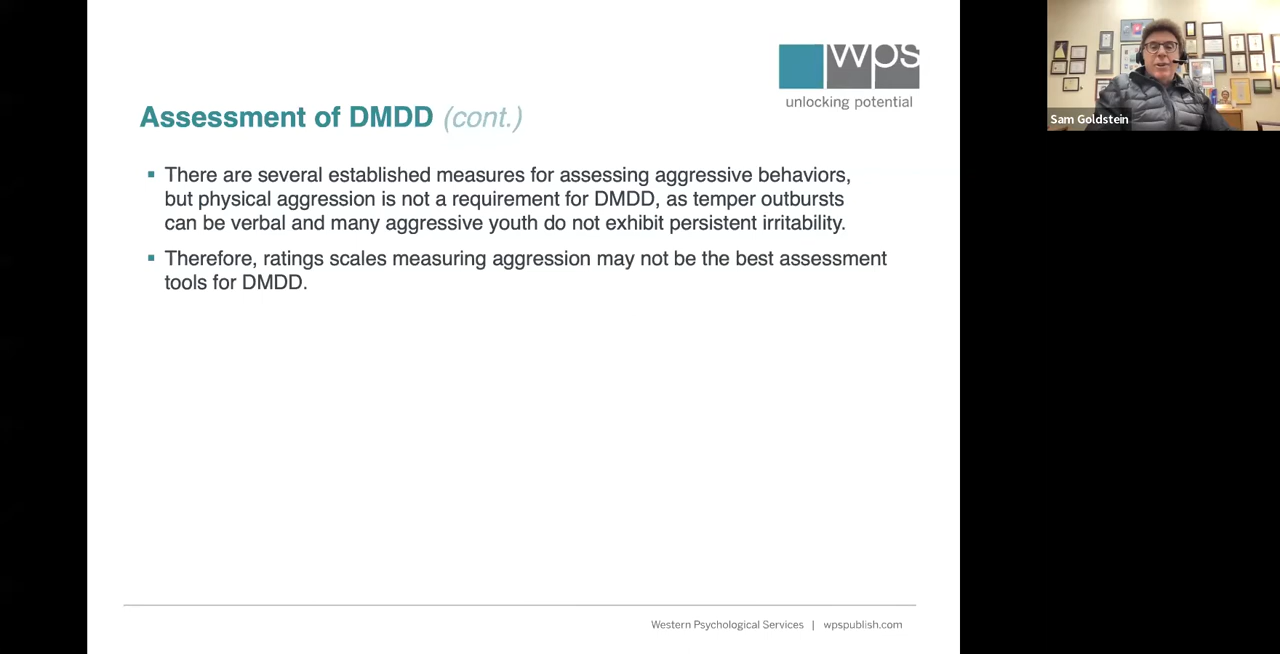 wps
unlocking potential
Assessment of DMDD (cont.)
▪ There are several established measures for assessing aggressive behaviors,
but physical aggression is not a requirement for DMDD, as temper outbursts
can be verbal and many aggressive youth do not exhibit persistent irritability.
▪ Therefore, ratings scales measuring aggression may not be the best assessment
tools for DMDD.
Western Psychological Services | wpspublish.com
Sam Goldstein